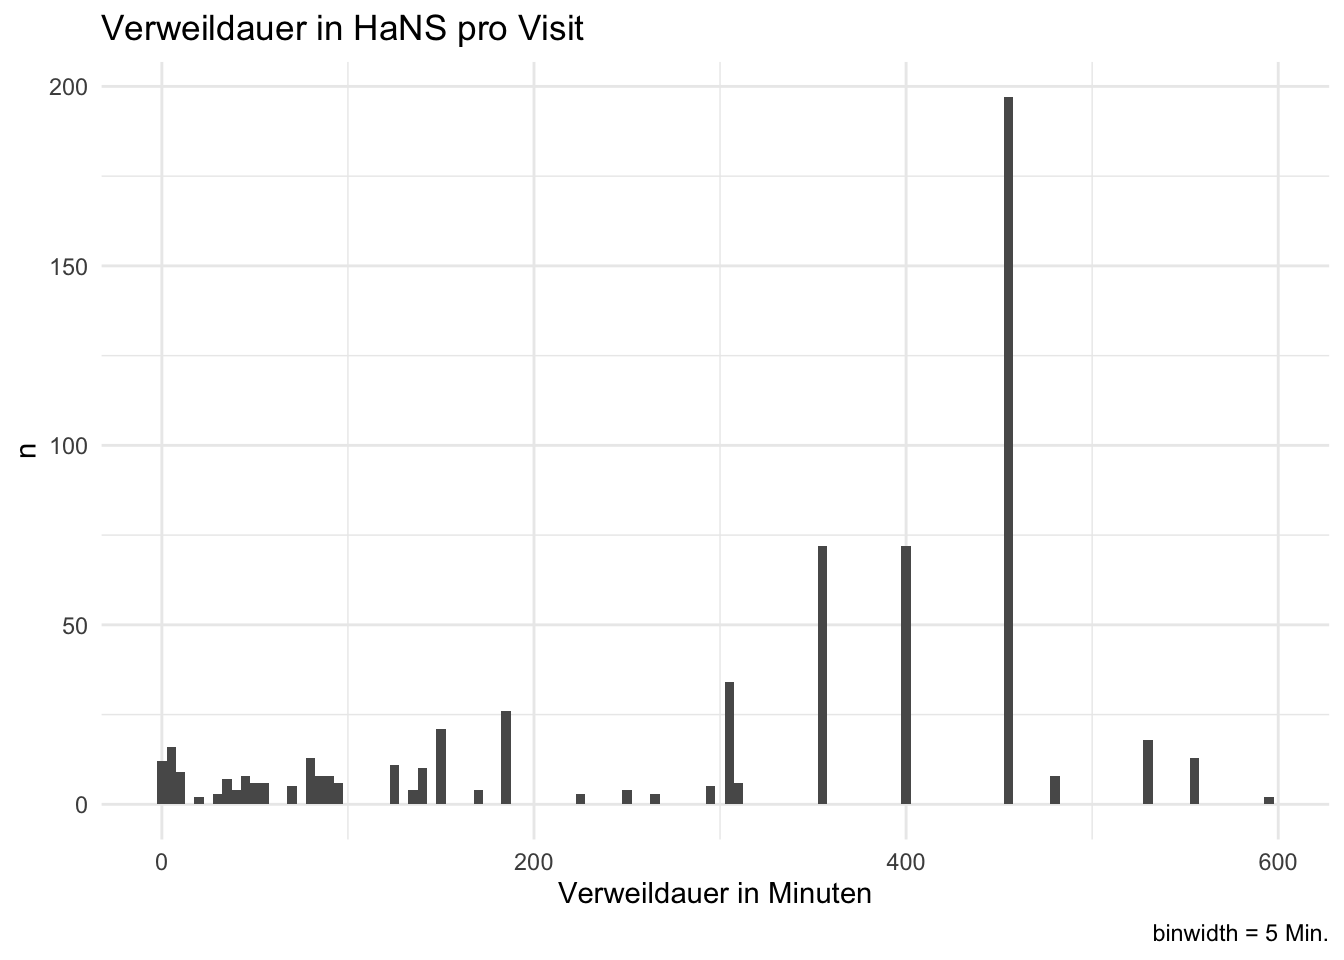 Verweildauer in HaNS pro Visit
200
150
100
50
0
n
0 200 400 600
Verweildauer in Minuten
binwidth = 5 Min.